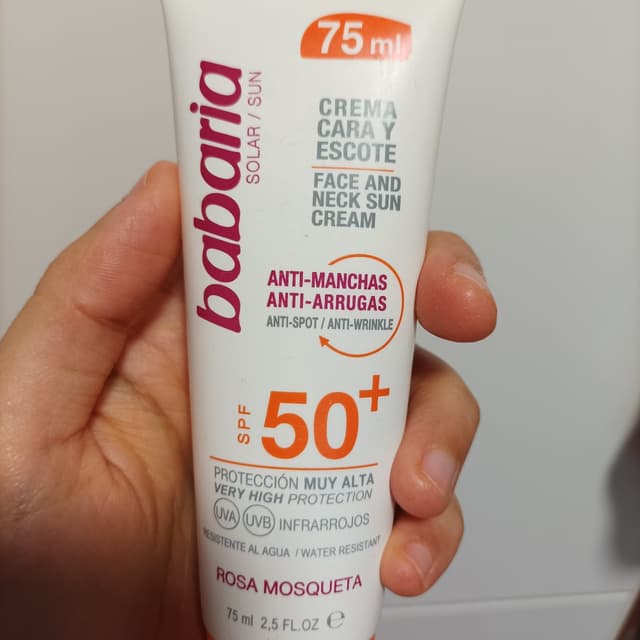 75 ml
babaria
SOLAR / SUN
CREMA
CARA Y
ESCOTE
FACE AND
NECK SUN
CREAM
ANTI-MANCHAS
ANTI-ARRUGAS
ANTI-SPOT / ANTI-WRINKLE
SPF 50+
PROTECCIÓN MUY ALTA
VERY HIGH PROTECTION
UVA UVB INFRARROJOS
RESISTENTE AL AGUA / WATER RESISTANT
ROSA MOSQUETA
75 ml 2,5 FL.OZ ℮